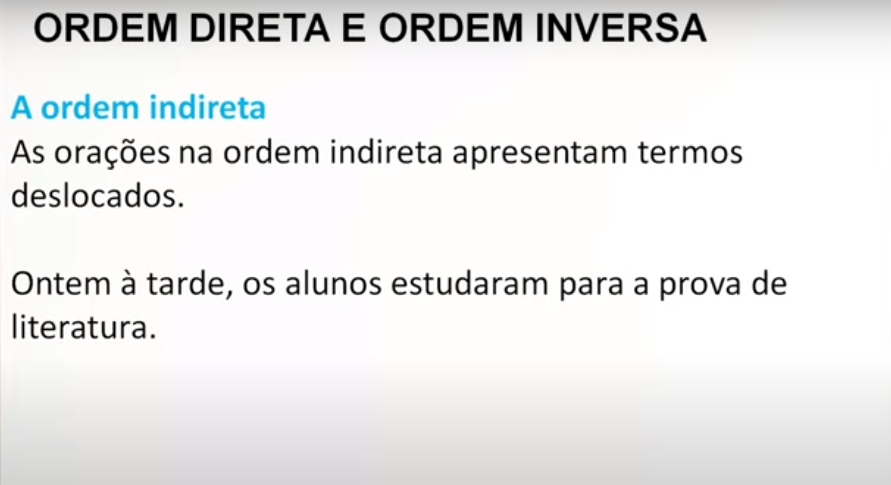 ORDEM DIRETA E ORDEM INVERSA
A ordem indireta
As orações na ordem indireta apresentam termos
deslocados.
Ontem à tarde, os alunos estudaram para a prova de
literatura.